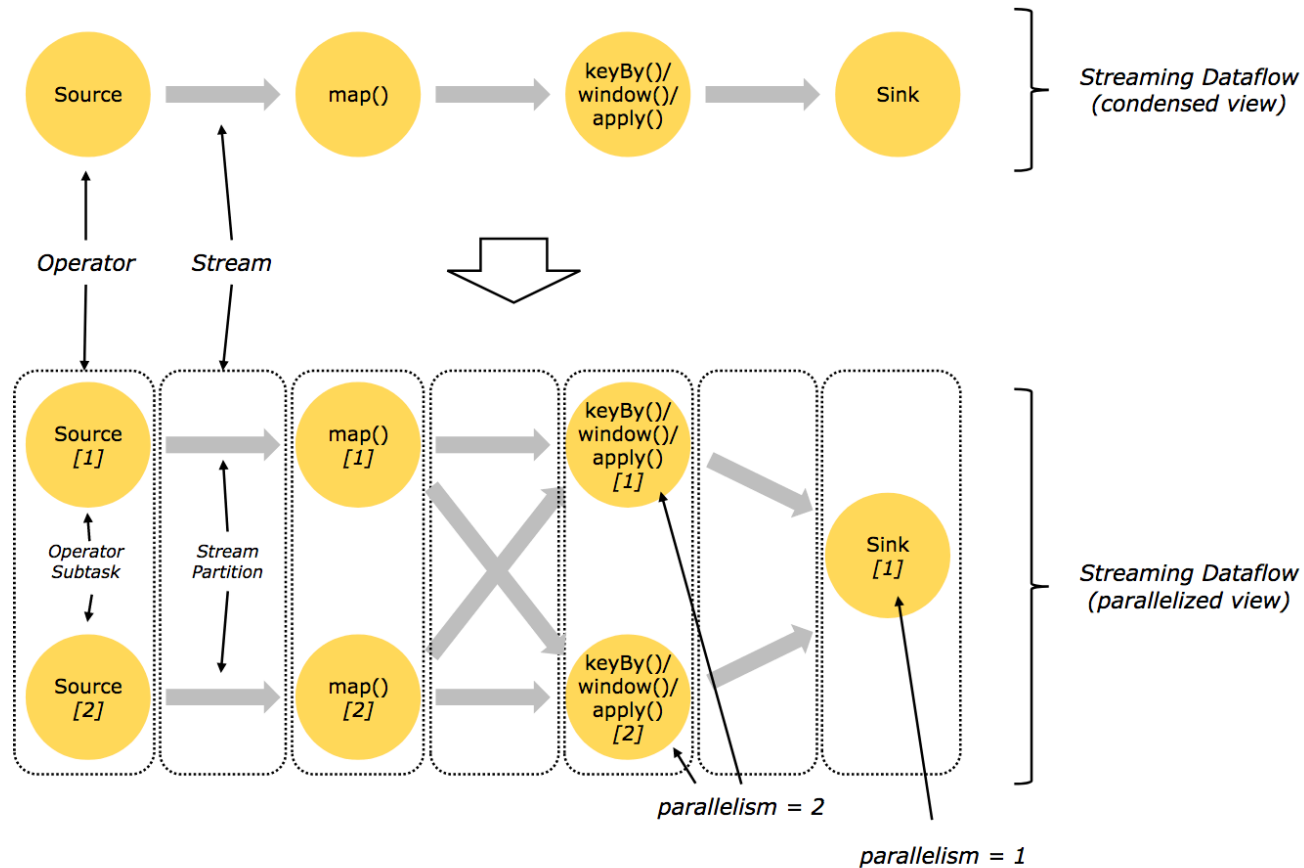 Source
map()
keyBy()/
window()/
apply()
Sink
Streaming Dataflow
(condensed view)
Operator
Stream
Source
[1]
map()
[1]
keyBy()/
window()/
apply()
[1]
Operator
Subtask
Stream
Partition
Sink
[1]
Streaming Dataflow
(parallelized view)
Source
[2]
map()
[2]
keyBy()/
window()/
apply()
[2]
parallelism = 2
parallelism = 1